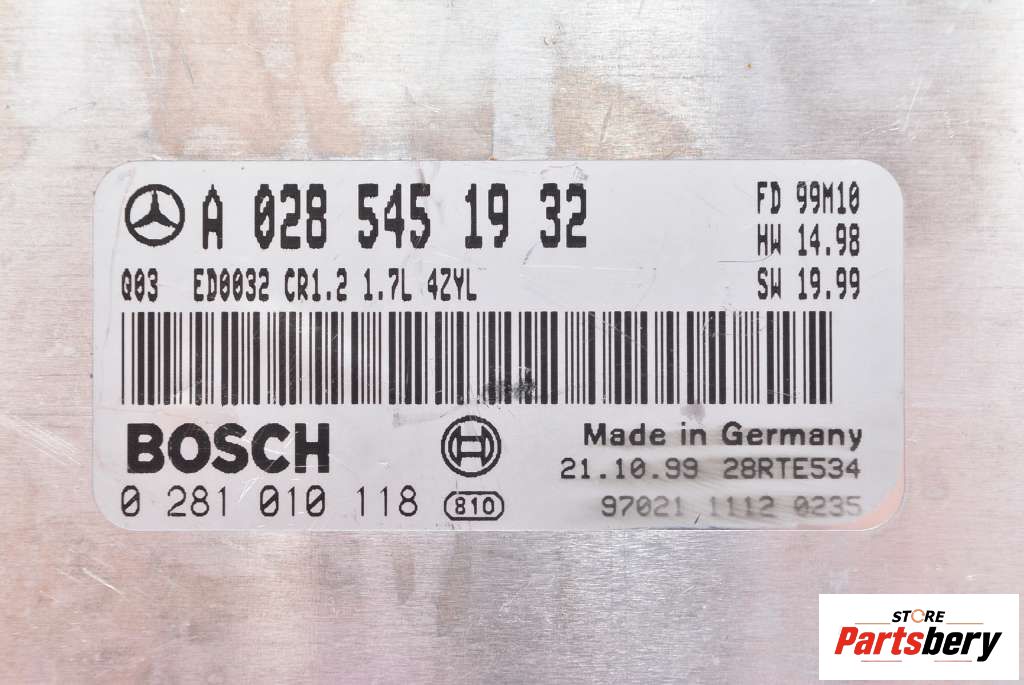 A 028 545 19 32
FD 99M10
HW 14.98
Q03 ED0032 CR1.2 1.7L 4ZYL
SW 19.99
BOSCH
Made in Germany
21.10.99 28RTE534
0 281 010 118 810
97021 1112 0235
STORE
Partsbery